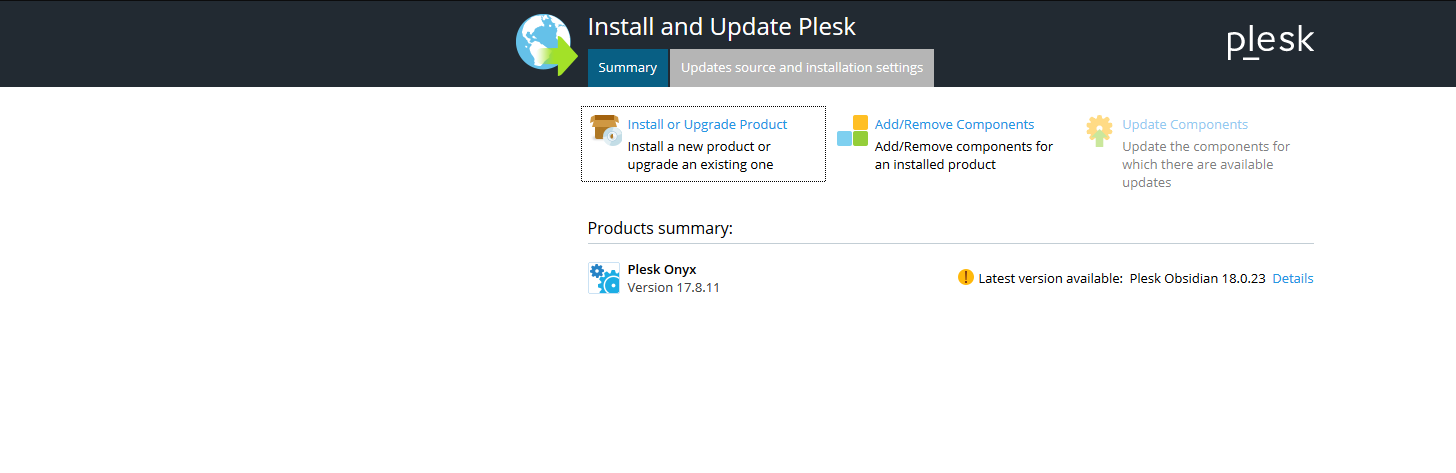 Install and Update Plesk
plesk
Summary
Updates source and installation settings
Install or Upgrade Product
Install a new product or
upgrade an existing one
Add/Remove Components
Add/Remove components for
an installed product
Update Components
Update the components for
which there are available
updates
Products summary:
Plesk Onyx
Version 17.8.11
Latest version available: Plesk Obsidian 18.0.23 Details